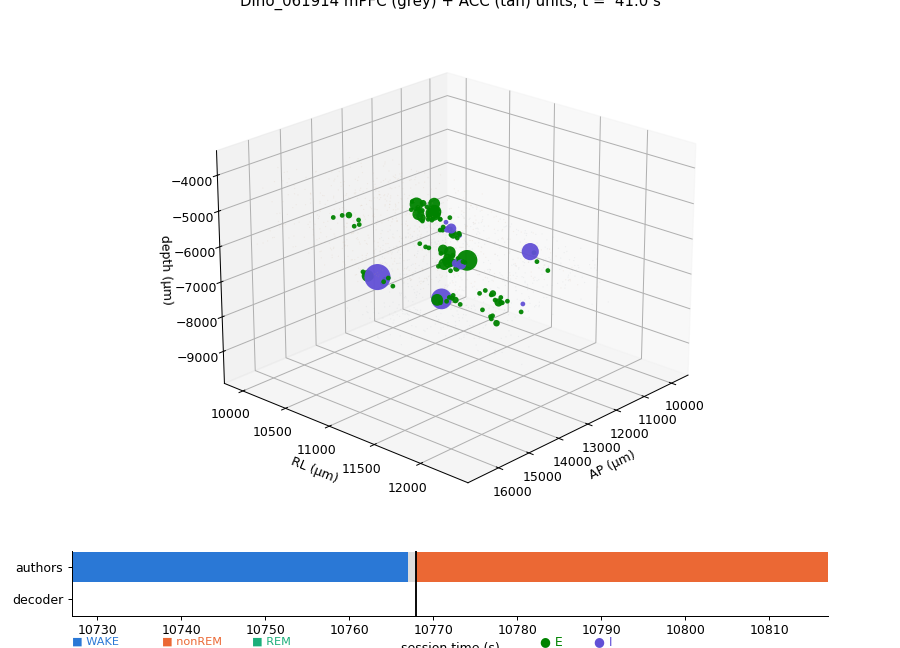 Dino_061914 mPFC (grey) + ACC (tan) units, t = 41.0 s
−4000
−5000
−6000
−7000
−8000
−9000
depth (μm)
10000
10500
11000
11500
12000
RL (μm)
10000
11000
12000
13000
14000
15000
16000
AP (μm)
authors
decoder
10730 10740 10750 10760 10770 10780 10790 10800 10810
session time (s)
WAKE nonREM REM E I